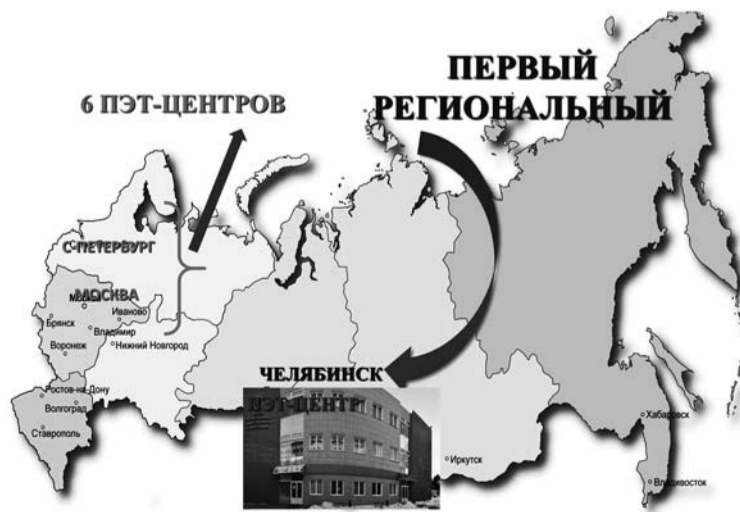 ПЕРВЫЙ
РЕГИОНАЛЬНЫЙ
6 ПЭТ-ЦЕНТРОВ
С-ПЕТЕРБУРГ
МОСКВА
Москва
Иваново
Брянск
Владимир
Воронеж
Нижний Новгород
ЧЕЛЯБИНСК
ПЭТ-ЦЕНТР
Ростов-на-Дону
Волгоград
Ставрополь
Иркутск
Хабаровск
Владивосток